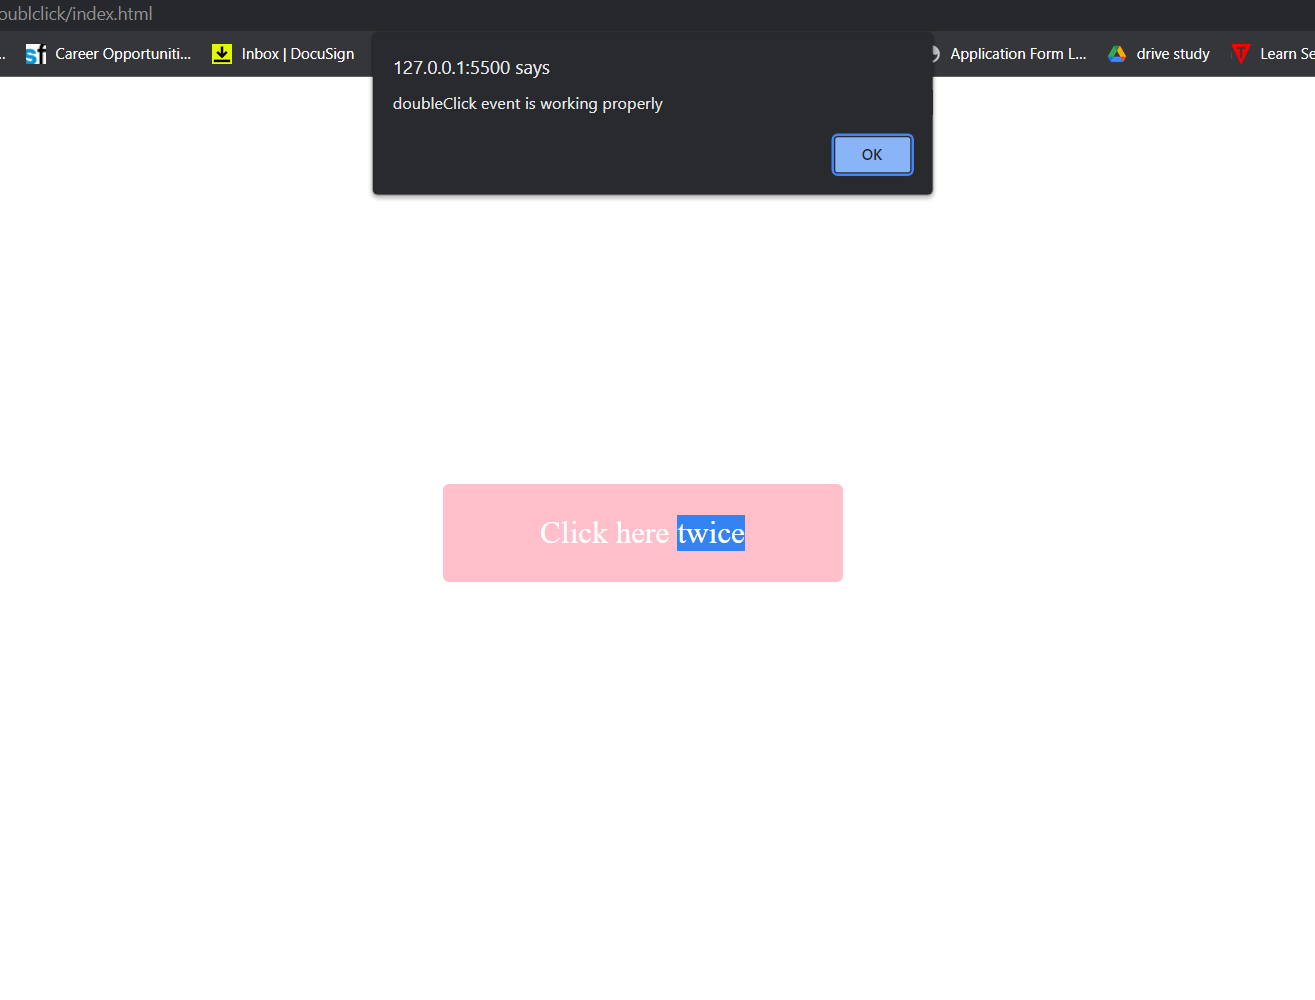 oublclick/index.html
.. Career Opportuniti... Inbox | DocuSign Application Form L... drive study Learn Se
127.0.0.1:5500 says
doubleClick event is working properly
OK
Click here twice